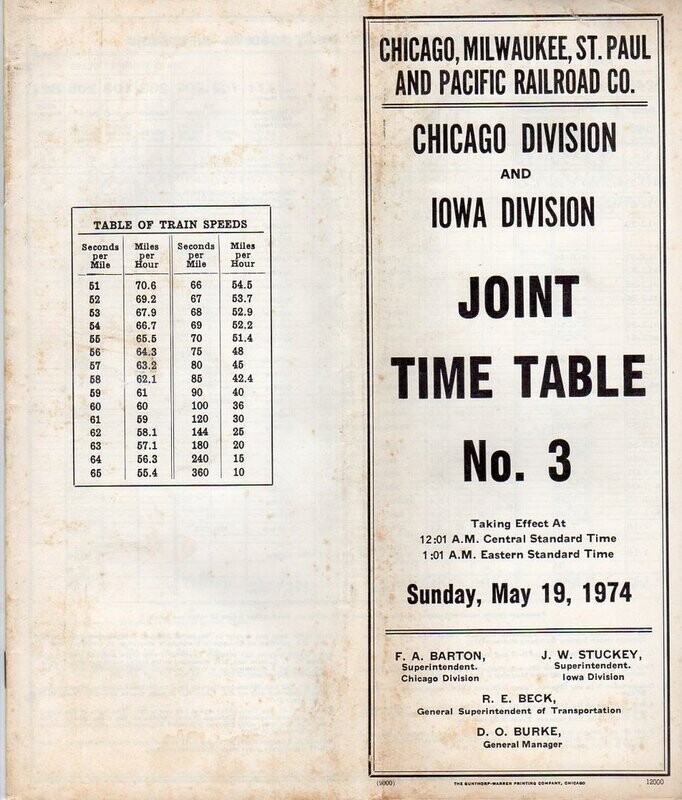 TABLE OF TRAIN SPEEDS
Seconds per Mile Miles per Hour Seconds per Mile Miles per Hour
51 70.6 66 54.5
52 69.2 67 53.7
53 67.9 68 52.9
54 66.7 69 52.2
55 65.5 70 51.4
56 64.3 75 48
57 63.2 80 45
58 62.1 85 42.4
59 61 90 40
60 60 100 36
61 59 120 30
62 58.1 144 25
63 57.1 180 20
64 56.3 240 15
65 55.4 360 10
CHICAGO, MILWAUKEE, ST. PAUL
AND PACIFIC RAILROAD CO.
CHICAGO DIVISION
AND
IOWA DIVISION
JOINT
TIME TABLE
No. 3
Taking Effect At
12:01 A.M. Central Standard Time
1:01 A.M. Eastern Standard Time
Sunday, May 19, 1974
F. A. BARTON, J. W. STUCKEY,
Superintendent. Superintendent.
Chicago Division Iowa Division
R. E. BECK,
General Superintendent of Transportation
D. O. BURKE,
General Manager
(9000) THE GUNTHORP-WARREN PRINTING COMPANY, CHICAGO 12000